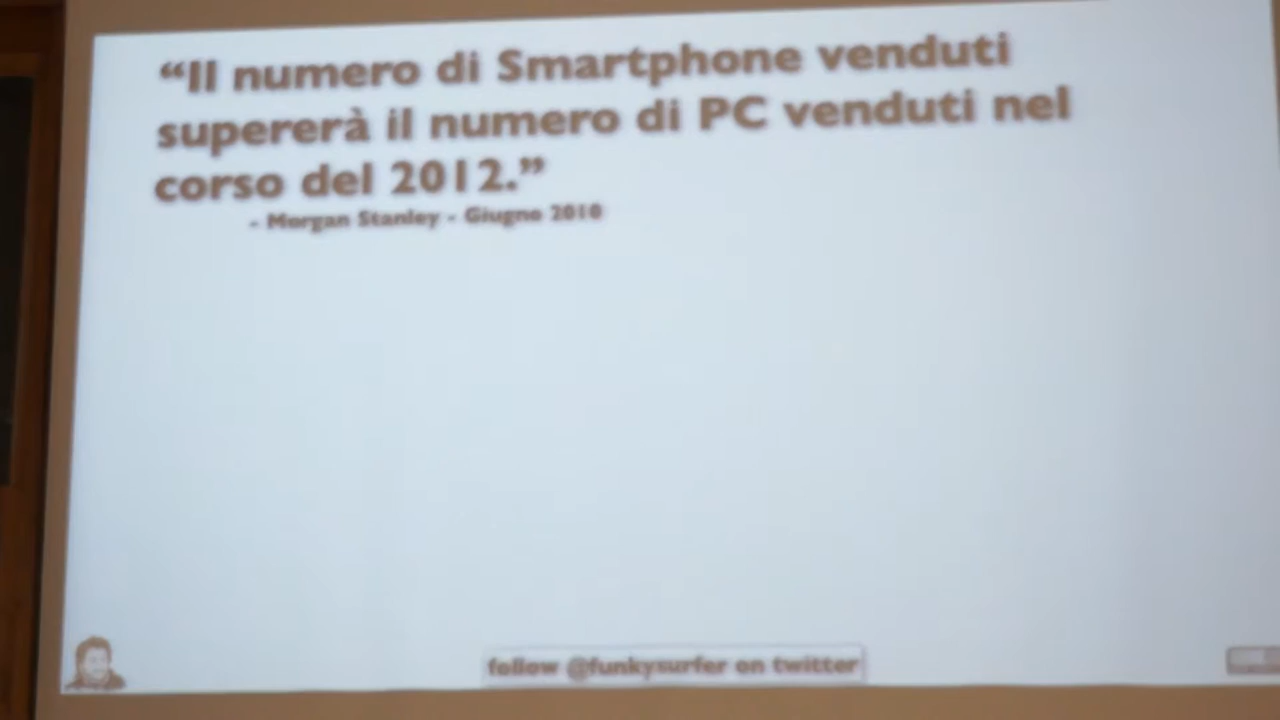 “Il numero di Smartphone venduti
supererà il numero di PC venduti nel
corso del 2012.”
- Morgan Stanley - Giugno 2010
follow @funkysurfer on twitter